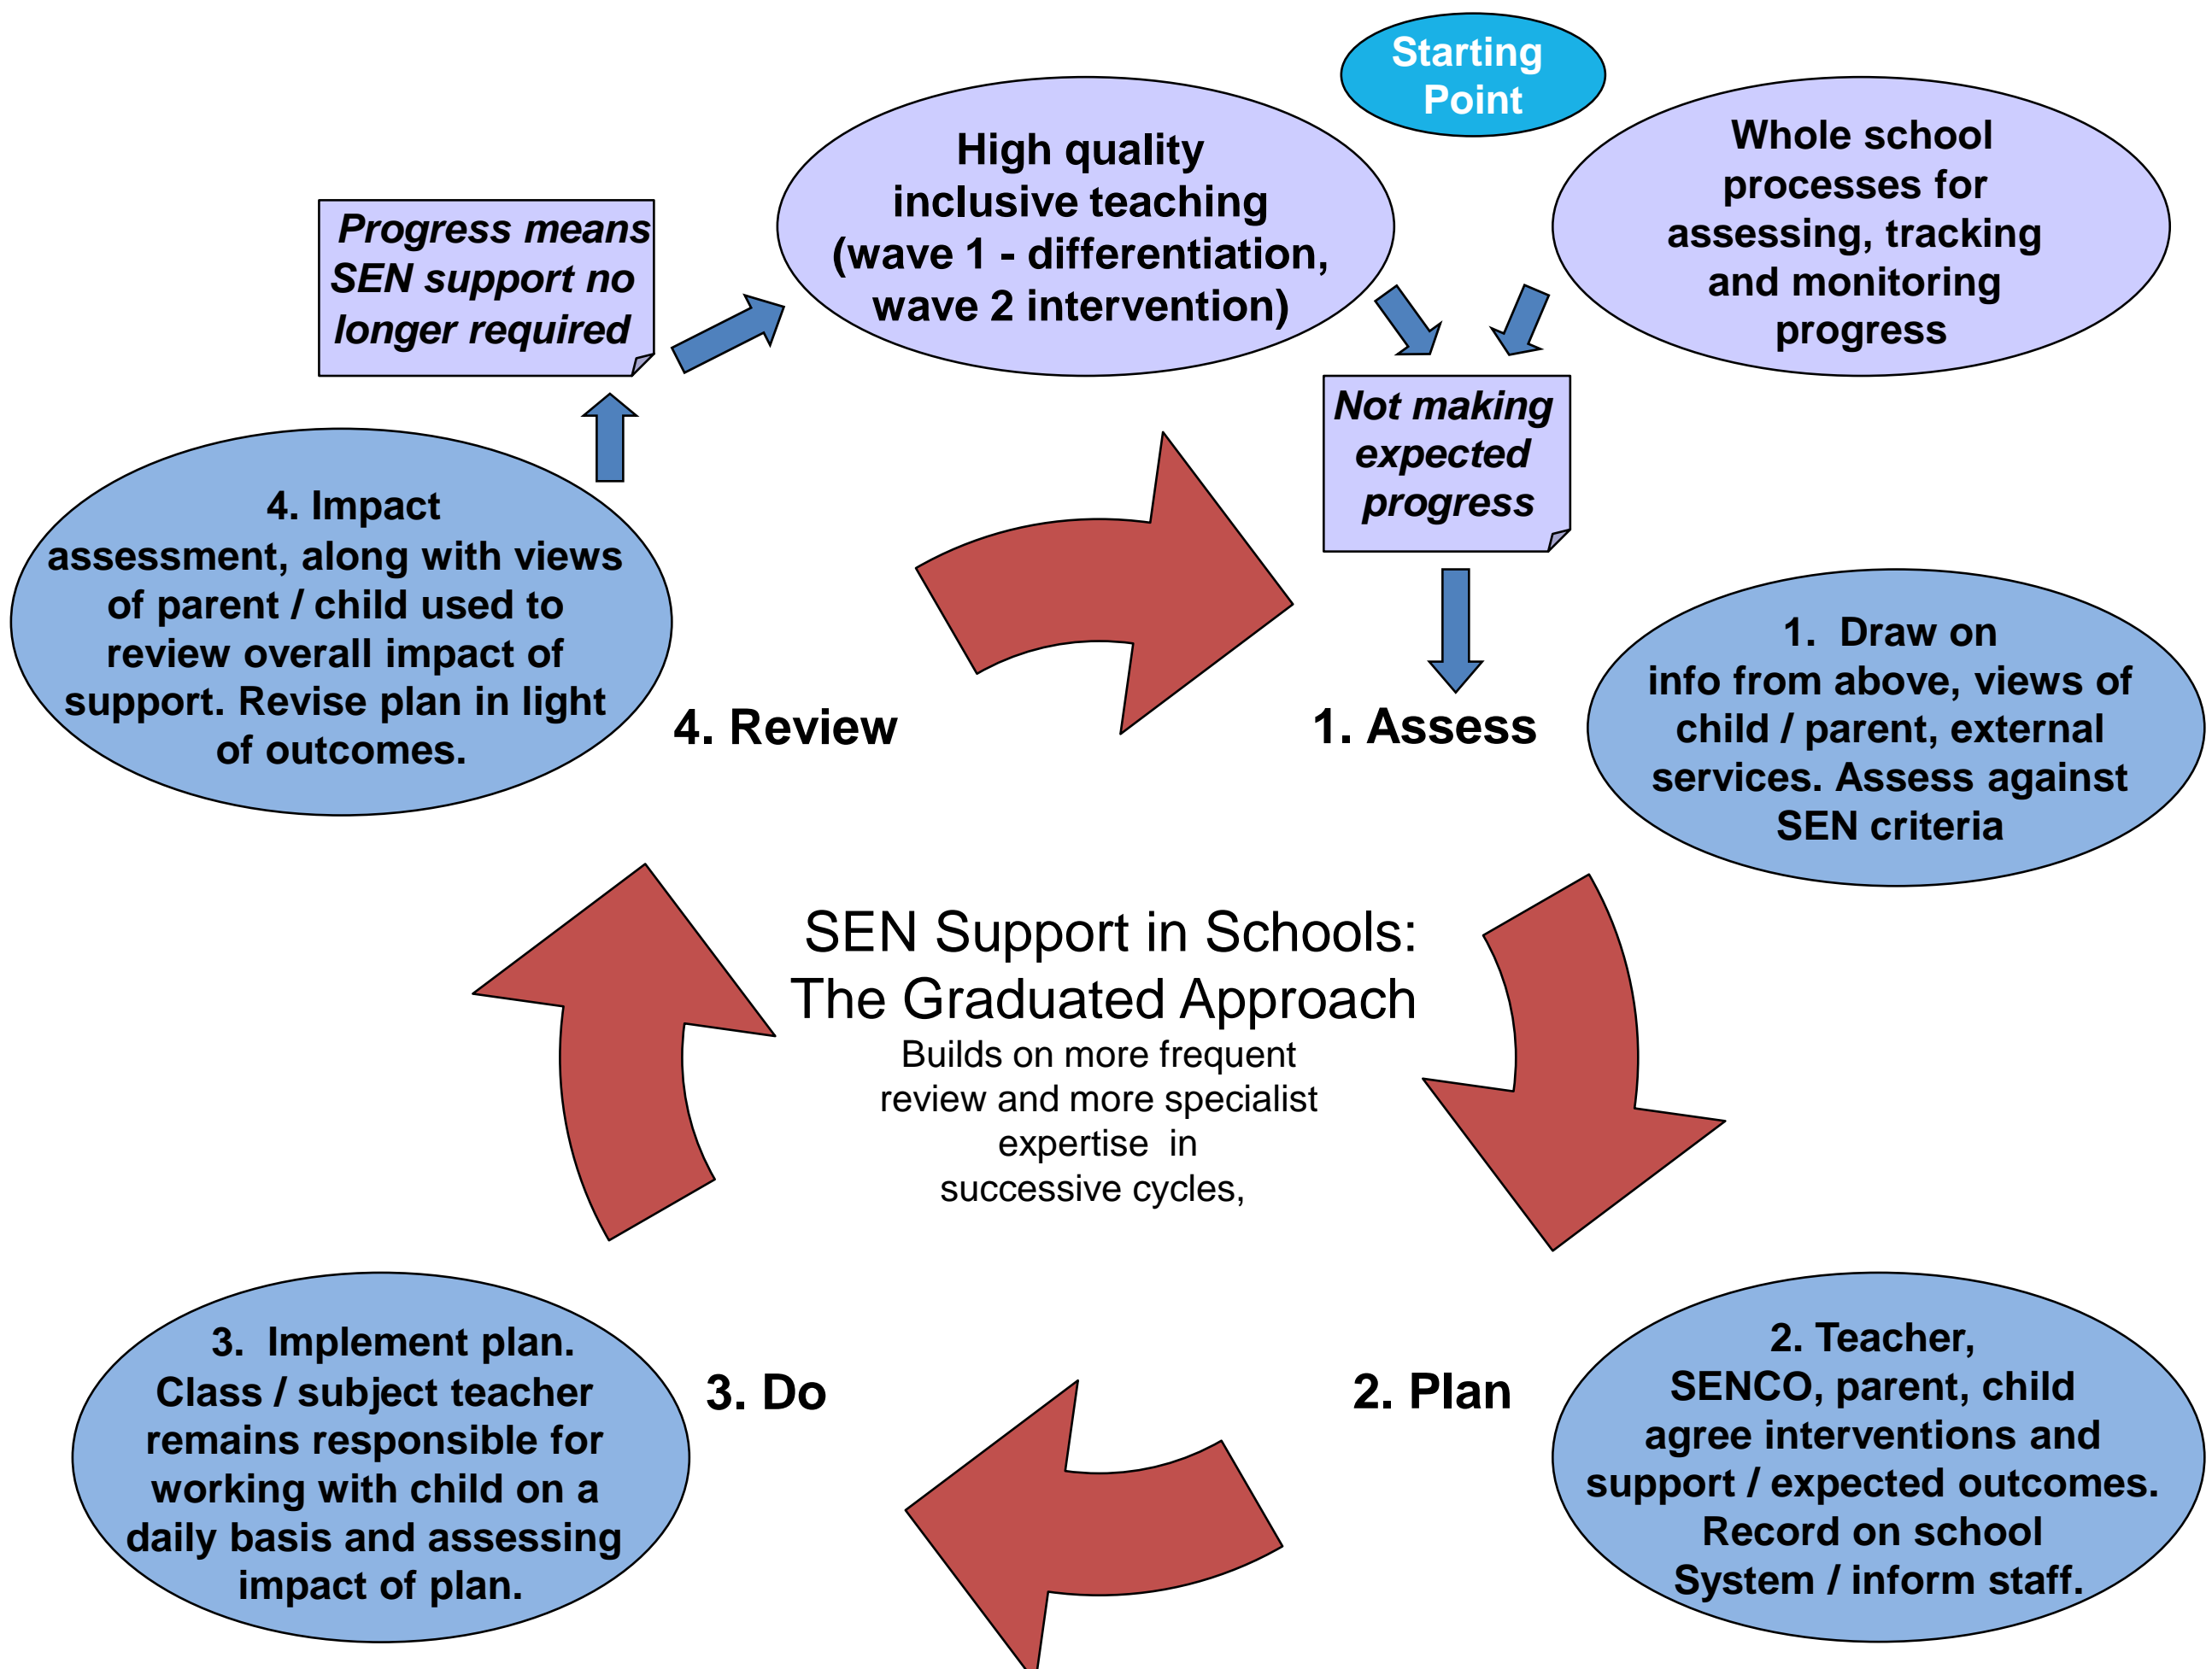 Starting
Point
High quality
inclusive teaching
(wave 1 - differentiation,
wave 2 intervention)
Whole school
processes for
assessing, tracking
and monitoring
progress
Progress means
SEN support no
longer required
Not making
expected
progress
4. Impact
assessment, along with views
of parent / child used to
review overall impact of
support. Revise plan in light
of outcomes.
4. Review
1. Assess
1. Draw on
info from above, views of
child / parent, external
services. Assess against
SEN criteria
SEN Support in Schools:
The Graduated Approach
Builds on more frequent
review and more specialist
expertise in
successive cycles,
3. Implement plan.
Class / subject teacher
remains responsible for
working with child on a
daily basis and assessing
impact of plan.
3. Do
2. Plan
2. Teacher,
SENCO, parent, child
agree interventions and
support / expected outcomes.
Record on school
System / inform staff.